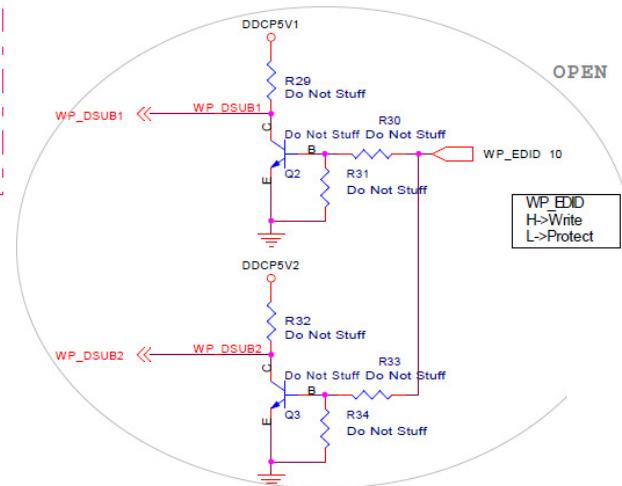 DDCP5V1
OPEN
R29
Do Not Stuff
WP_DSUB1
WP_DSUB1
C
Do Not Stuff
R30
Do Not Stuff
B
WP_EDID 10
Q2
E
R31
Do Not Stuff
WP_EDID
H->Write
L->Protect
DDCP5V2
R32
Do Not Stuff
WP_DSUB2
WP_DSUB2
C
Do Not Stuff
R33
Do Not Stuff
B
Q3
E
R34
Do Not Stuff